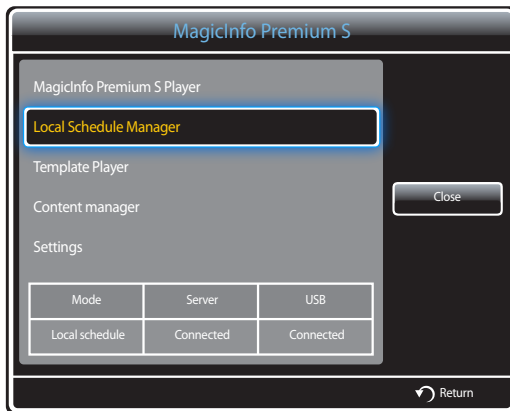 MagicInfo Premium S
MagicInfo Premium S Player
Local Schedule Manager
Template Player
Content manager
Settings
Close
Mode Server USB
Local schedule Connected Connected
Return